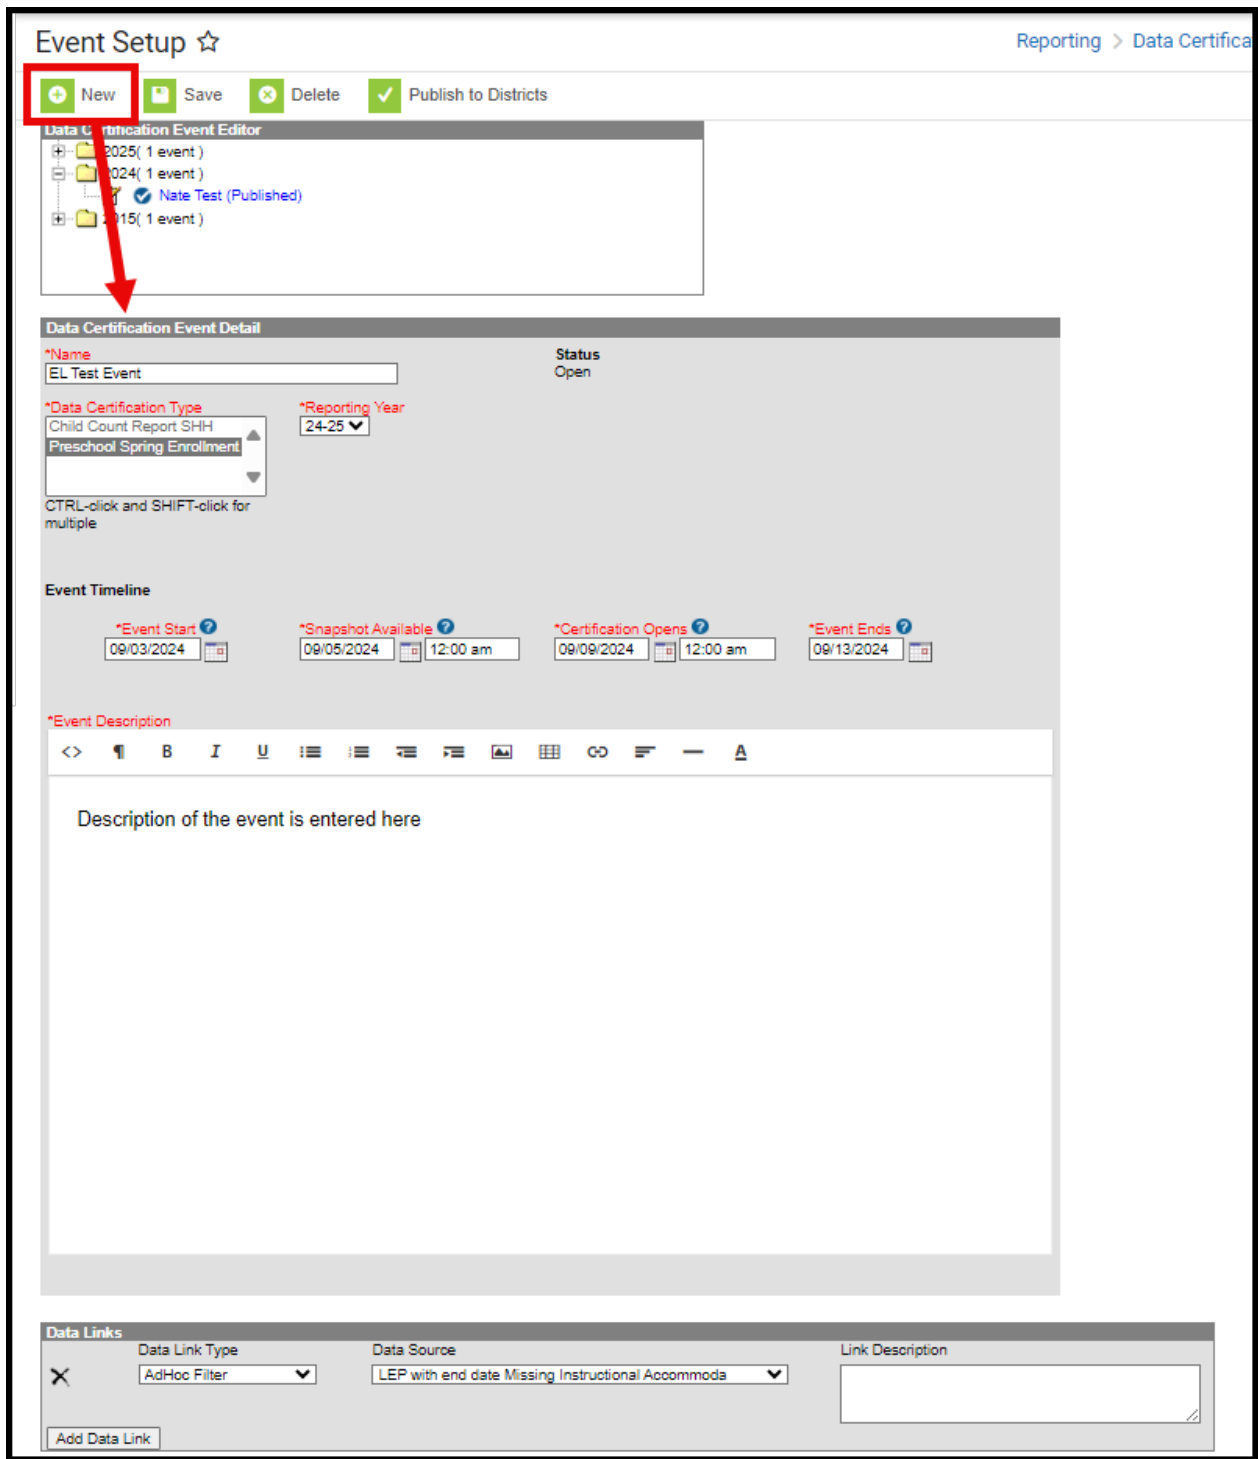 Event Setup
Reporting > Data Certifica
New Save Delete Publish to Districts
Data Certification Event Editor
2025( 1 event )
2024( 1 event )
Nate Test (Published)
2015( 1 event )
Data Certification Event Detail
*Name Status
EL Test Event Open
*Data Certification Type *Reporting Year
Child Count Report SHH 24-25
Preschool Spring Enrollment
CTRL-click and SHIFT-click for
multiple
Event Timeline
*Event Start *Snapshot Available *Certification Opens *Event Ends
09/03/2024 09/05/2024 12:00 am 09/09/2024 12:00 am 09/13/2024
*Event Description
<> ¶ B I U A
Description of the event is entered here
Data Links
Data Link Type Data Source Link Description
X AdHoc Filter LEP with end date Missing Instructional Accommoda
Add Data Link